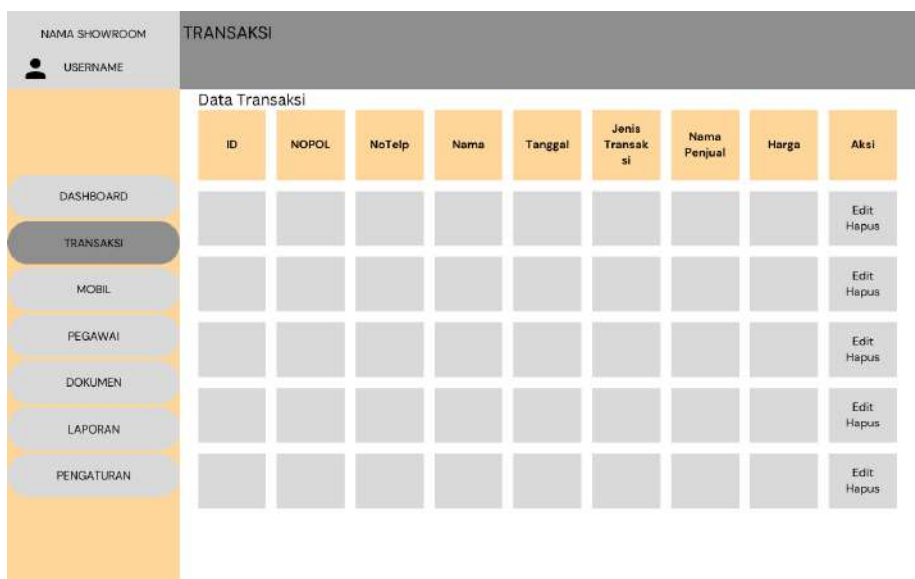 NAMA SHOWROOM
USERNAME
TRANSAKSI
DASHBOARD
TRANSAKSI
MOBIL
PEGAWAI
DOKUMEN
LAPORAN
PENGATURAN
Data Transaksi
ID
NOPOL
NoTelp
Nama
Tanggal
Jenis
Transak
si
Nama
Penjual
Harga
Aksi
Edit
Hapus
Edit
Hapus
Edit
Hapus
Edit
Hapus
Edit
Hapus